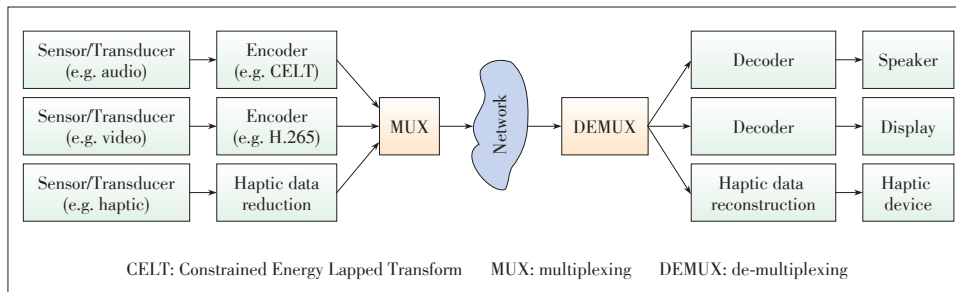 Sensor/Transducer
(e.g. audio)
Encoder
(e.g. CELT)
Decoder
Speaker
Sensor/Transducer
(e.g. video)
Encoder
(e.g. H.265)
MUX
Network
DEMUX
Decoder
Display
Sensor/Transducer
(e.g. haptic)
Haptic data
reduction
Haptic data
reconstruction
Haptic
device
CELT: Constrained Energy Lapped Transform MUX: multiplexing DEMUX: de-multiplexing